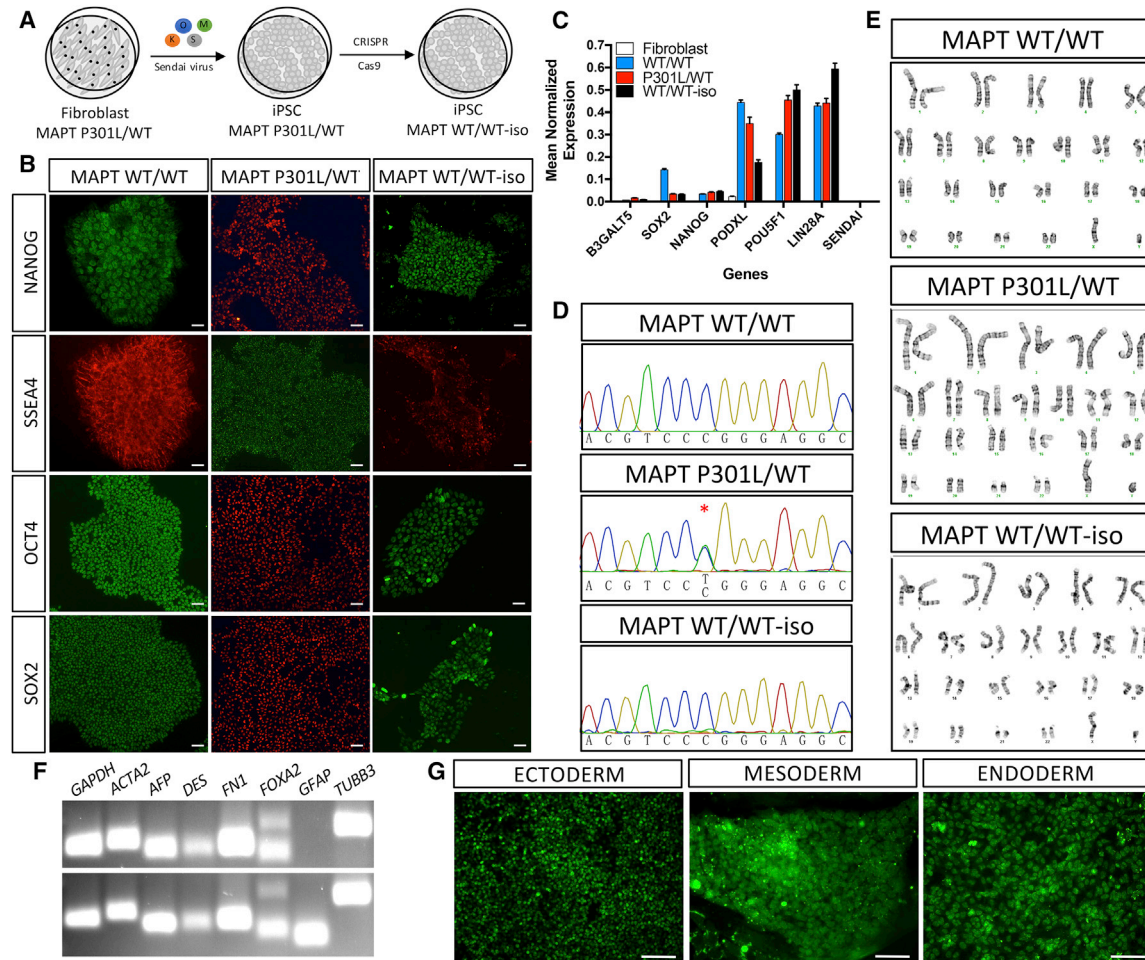 A
O
M
K
S
Sendai virus
CRISPR
Cas9
Fibroblast
MAPT P301L/WT
iPSC
MAPT P301L/WT
iPSC
MAPT WT/WT-iso
B
MAPT WT/WT
MAPT P301L/WT
MAPT WT/WT-iso
NANOG
SSEA4
OCT4
SOX2
C
Mean Normalized
Expression
0.7
0.6
0.5
0.4
0.3
0.2
0.1
0.0
Fibroblast
WT/WT
P301L/WT
WT/WT-iso
B3GALT5
SOX2
NANOG
PODXL
POU5F1
LIN28A
SENDAI
Genes
D
MAPT WT/WT
A C G T C C C G G G A G G C
MAPT P301L/WT
*
T
A C G T C C G G G A G G C
C
MAPT WT/WT-iso
A C G T C C C G G G A G G C
E
MAPT WT/WT
MAPT P301L/WT
MAPT WT/WT-iso
F
GAPDH
ACTA2
AFP
DES
FN1
FOXA2
GFAP
TUBB3
G
ECTODERM
MESODERM
ENDODERM